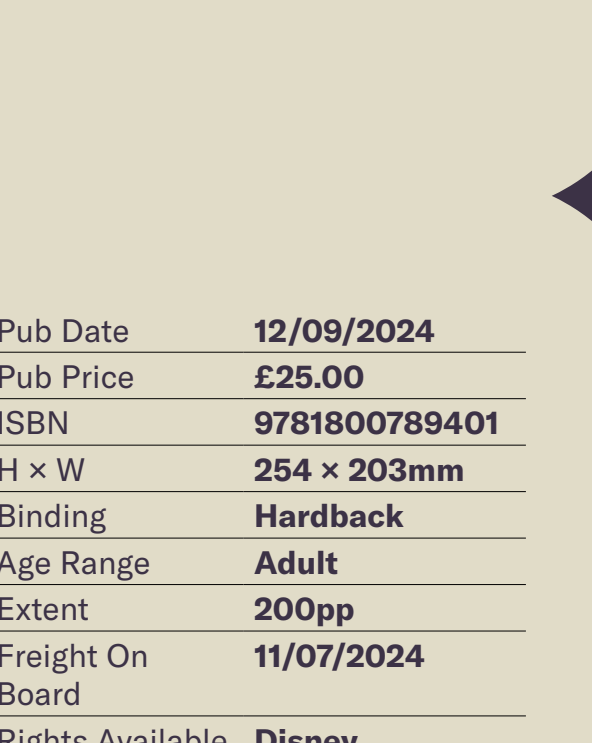 Pub Date 12/09/2024
Pub Price £25.00
ISBN 9781800789401
H × W 254 × 203mm
Binding Hardback
Age Range Adult
Extent 200pp
Freight On 11/07/2024
Board
Rights Available Disney